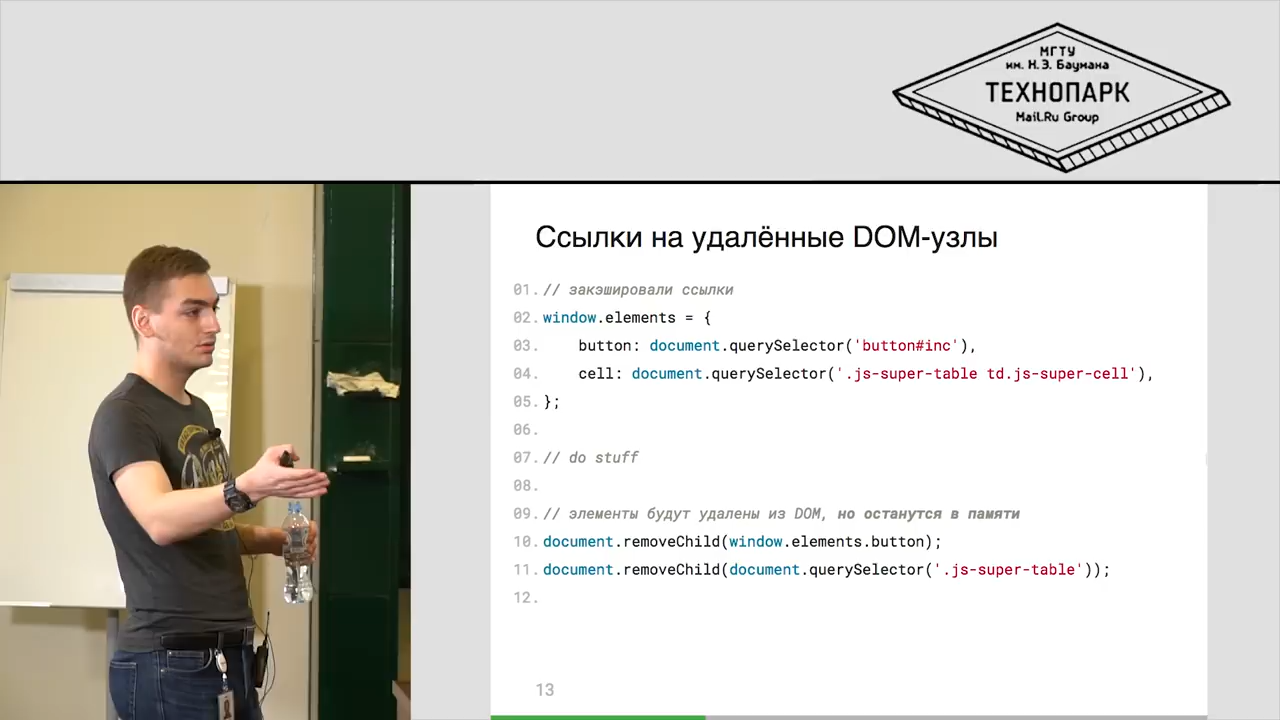 МГТУ
им. Н.Э. Баумана
ТЕХНОПАРК
Mail.Ru Group
Ссылки на удалённые DOM-узлы
01. // закэшировали ссылки
02. window.elements = {
03.     button: document.querySelector('button#inc'),
04.     cell: document.querySelector('.js-super-table td.js-super-cell'),
05. };
06.
07. // do stuff
08.
09. // элементы будут удалены из DOM, но останутся в памяти
10. document.removeChild(window.elements.button);
11. document.removeChild(document.querySelector('.js-super-table'));
12.
13